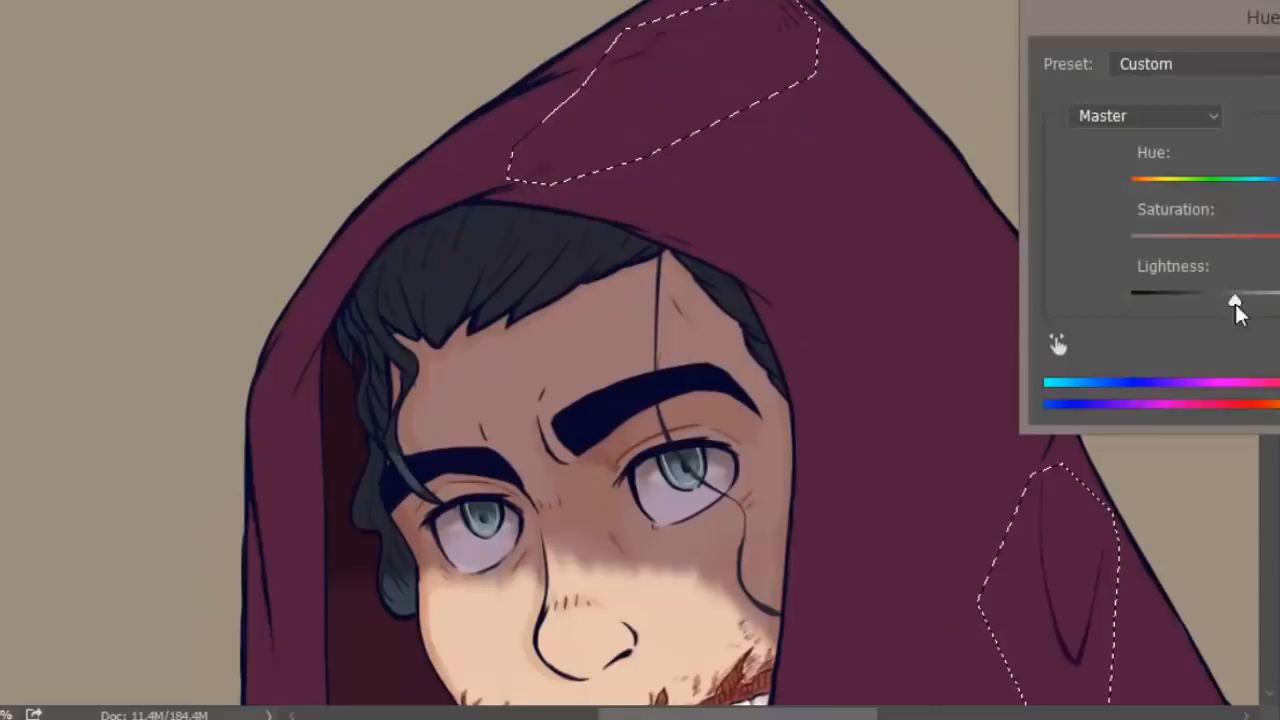 Hue
Preset: Custom
Master
Hue:
Saturation:
Lightness:
% Doc: 11.4M/184.4M